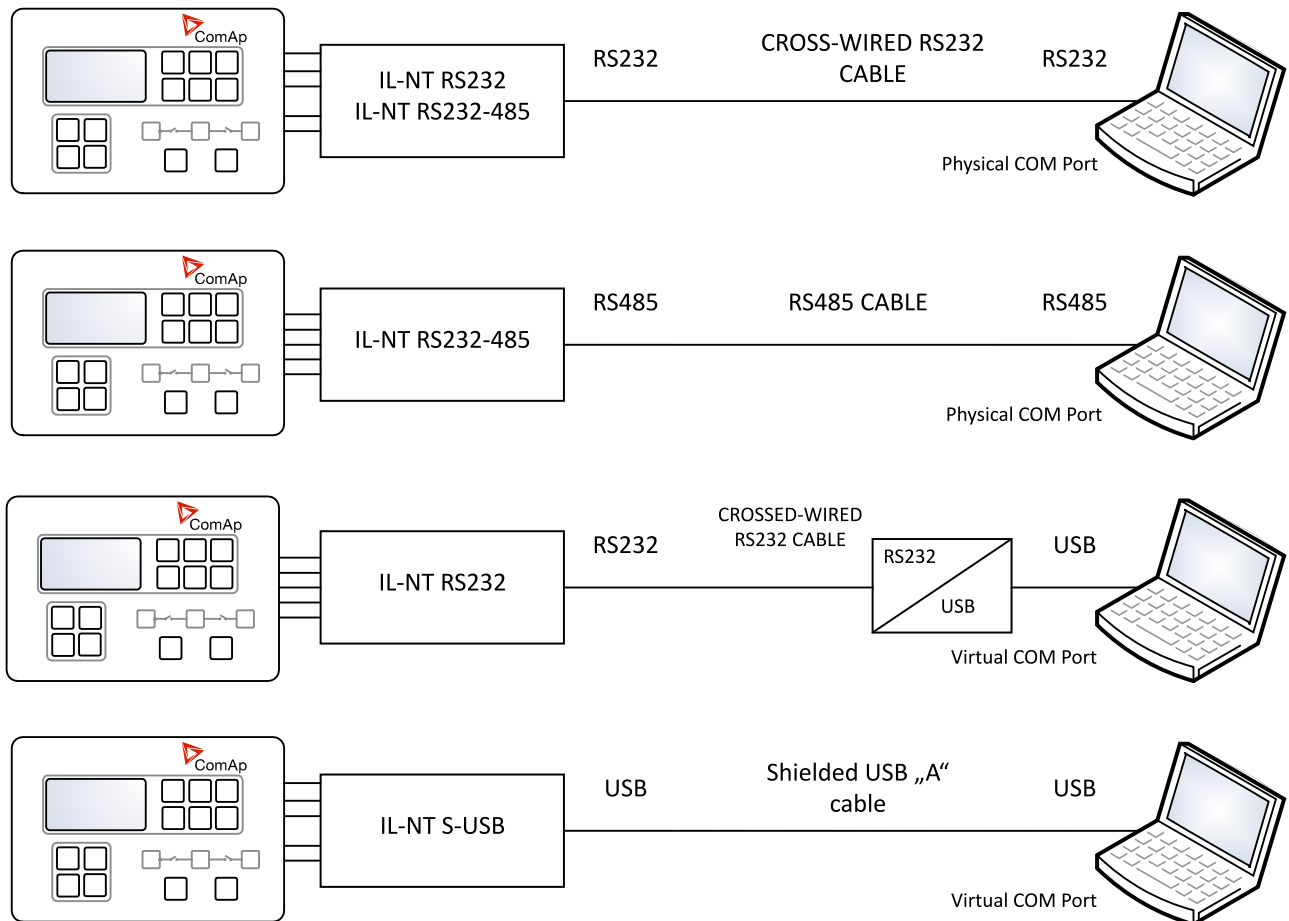 ComAp
IL-NT RS232
IL-NT RS232-485
RS232
CROSS-WIRED RS232
CABLE
RS232
Physical COM Port
ComAp
IL-NT RS232-485
RS485
RS485 CABLE
RS485
Physical COM Port
ComAp
IL-NT RS232
RS232
CROSSED-WIRED
RS232 CABLE
RS232
USB
USB
Virtual COM Port
ComAp
IL-NT S-USB
USB
Shielded USB „A“
cable
USB
Virtual COM Port